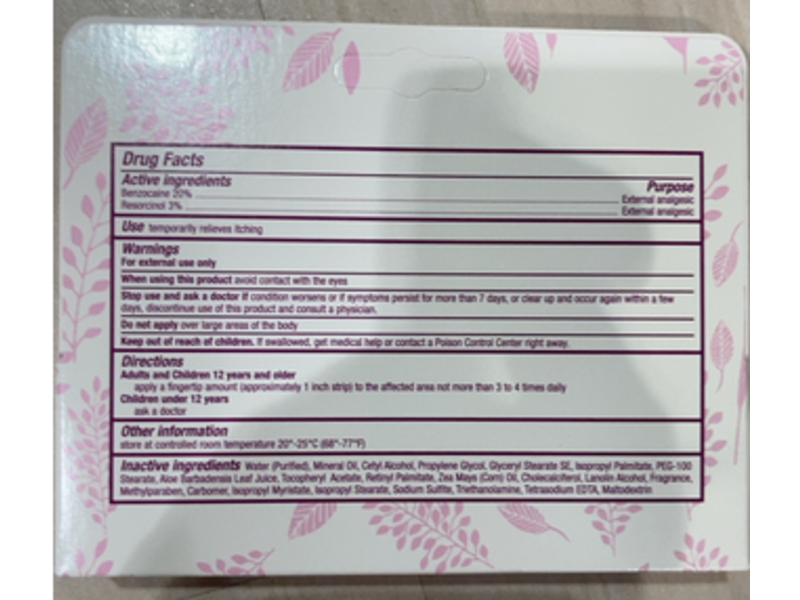 Drug Facts
Active ingredients Purpose
Benzocaine 20% External analgesic
Resorcinol 3% External analgesic
Use temporarily relieves itching
Warnings
For external use only
When using this product avoid contact with the eyes
Stop use and ask a doctor if condition worsens or if symptoms persist for more than 7 days, or clear up and occur again within a few
days, discontinue use of this product and consult a physician.
Do not apply over large areas of the body
Keep out of reach of children. If swallowed, get medical help or contact a Poison Control Center right away.
Directions
Adults and Children 12 years and older
apply a fingertip amount (approximately 1 inch strip) to the affected area not more than 3 to 4 times daily
Children under 12 years
ask a doctor
Other information
store at controlled room temperature 20°-25°C (68°-77°F)
Inactive ingredients Water (Purified), Mineral Oil, Cetyl Alcohol, Propylene Glycol, Glyceryl Stearate SE, Isopropyl Palmitate, PEG-100
Stearate, Aloe Barbadensis Leaf Juice, Tocopheryl Acetate, Retinyl Palmitate, Zea Mays (Corn) Oil, Cholecalciferol, Lanolin Alcohol, Fragrance,
Methylparaben, Carbomer, Isopropyl Myristate, Isopropyl Stearate, Sodium Sulfite, Triethanolamine, Tetrasodium EDTA, Maltodextrin